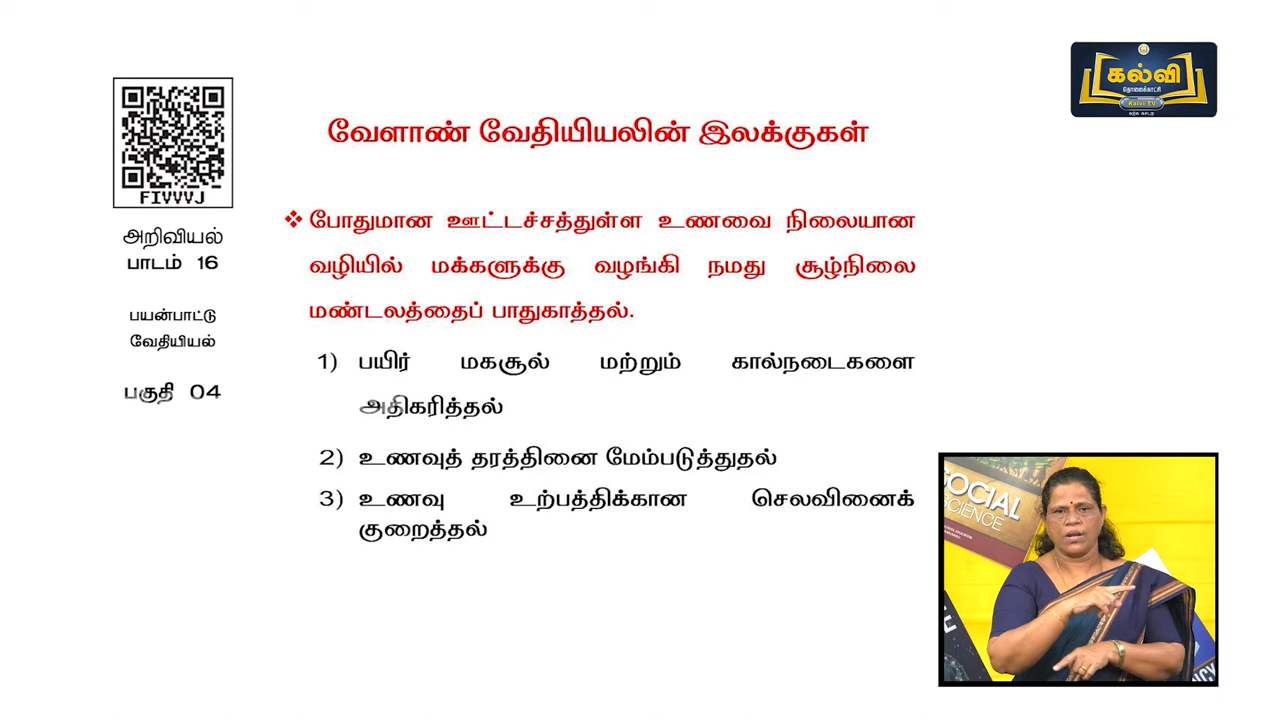 கல்வி
தொலைக்காட்சி
Kalvi TV
FIVVVJ
அறிவியல்
பாடம் 16
பயன்பாட்டு
வேதியியல்
பகுதி 04
வேளாண் வேதியியலின் இலக்குகள்
❖ போதுமான ஊட்டச்சத்துள்ள உணவை நிலையான
வழியில் மக்களுக்கு வழங்கி நமது சூழ்நிலை
மண்டலத்தைப் பாதுகாத்தல்.
1) பயிர் மகசூல் மற்றும் கால்நடைகளை
அதிகரித்தல்
2) உணவுத் தரத்தினை மேம்படுத்துதல்
3) உணவு உற்பத்திக்கான செலவினைக்
குறைத்தல்
SOCIAL
SCIENCE